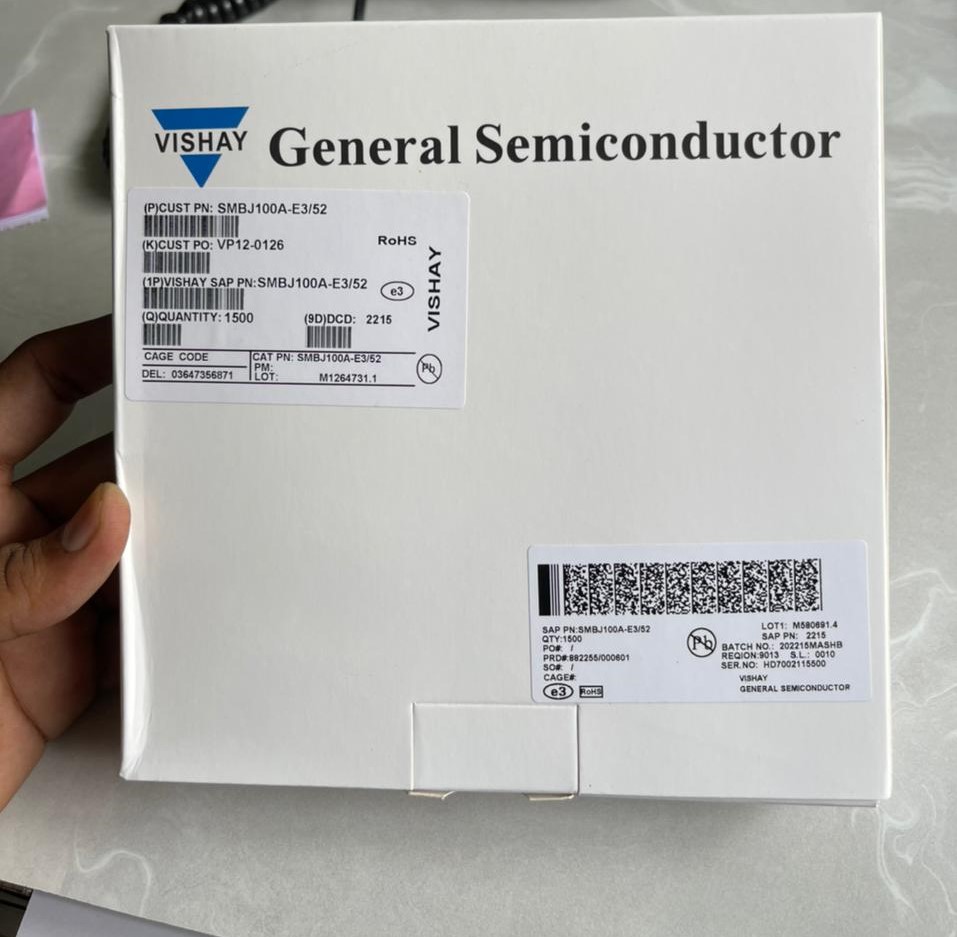 VISHAY General Semiconductor
(P)CUST PN: SMBJ100A-E3/52
(K)CUST PO: VP12-0126
RoHS
(1P)VISHAY SAP PN:SMBJ100A-E3/52
e3
VISHAY
(Q)QUANTITY: 1500 (9D)DCD: 2215
CAGE CODE CAT PN: SMBJ100A-E3/52
PM:
DEL: 03647356871 LOT: M1264731.1
Pb
SAP PN:SMBJ100A-E3/52
QTY:1500
PO#: /
PRD#:882255/000601
SO#: /
CAGE#:
e3 RoHS
Pb
LOT1: M580691.4
SAP PN: 2215
BATCH NO.: 202215MASHB
REQION:9013 S.L.: 0010
SER.NO: HD7002115500
VISHAY
GENERAL SEMICONDUCTOR